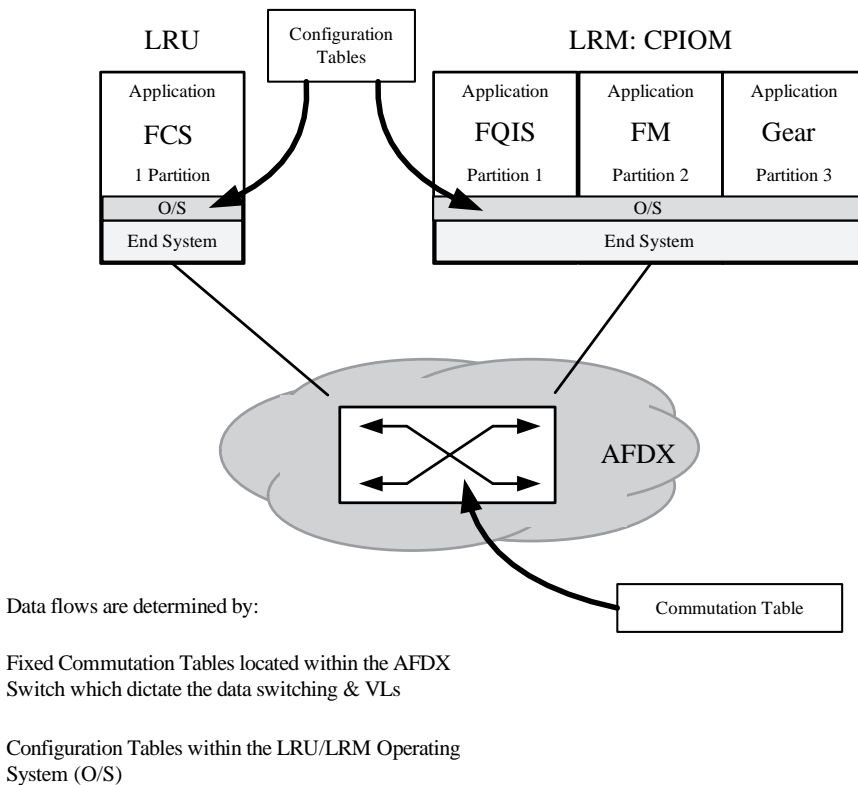 LRU
Configuration
Tables
LRM: CPIOM
Application
FCS
1 Partition
O/S
End System
Application
FQIS
Partition 1
Application
FM
Partition 2
Application
Gear
Partition 3
O/S
End System
AFDX
Commutation Table
Data flows are determined by:
Fixed Commutation Tables located within the AFDX
Switch which dictate the data switching & VLs
Configuration Tables within the LRU/LRM Operating
System (O/S)